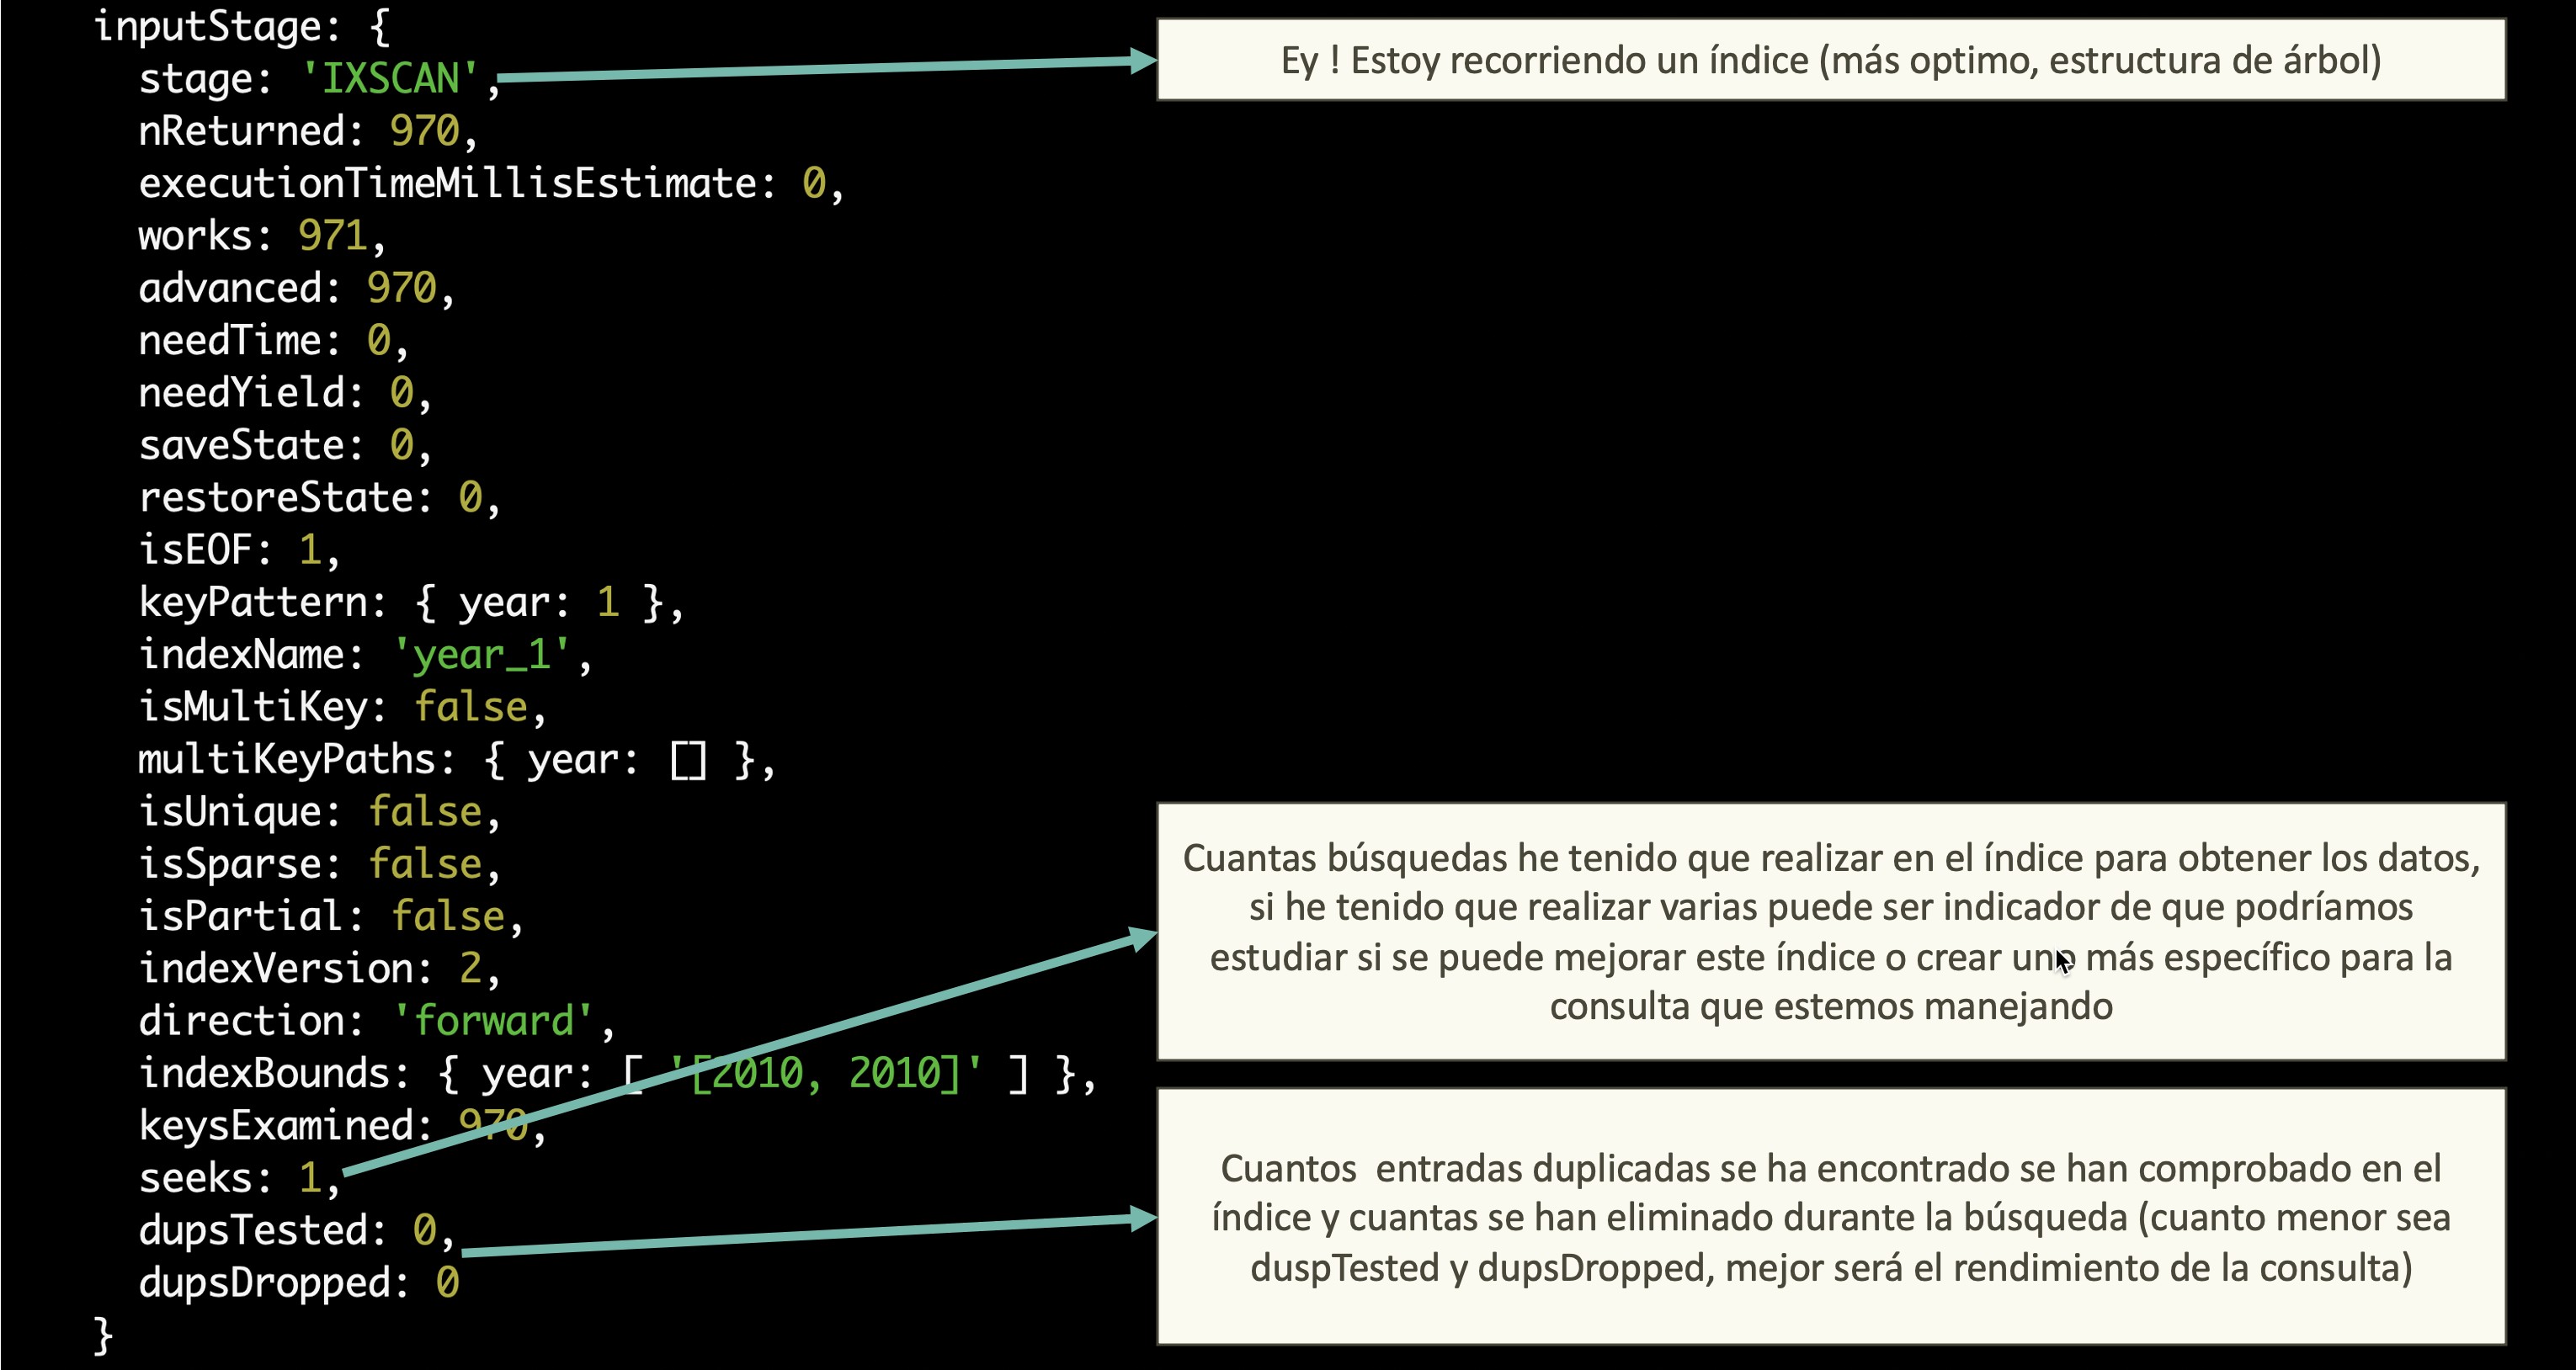 inputStage: {
stage: 'IXSCAN',
nReturned: 970,
executionTimeMillisEstimate: 0,
works: 971,
advanced: 970,
needTime: 0,
needYield: 0,
saveState: 0,
restoreState: 0,
isEOF: 1,
keyPattern: { year: 1 },
indexName: 'year_1',
isMultiKey: false,
multiKeyPaths: { year: [] },
isUnique: false,
isSparse: false,
isPartial: false,
indexVersion: 2,
direction: 'forward',
indexBounds: { year: [ '[2010, 2010]' ] },
keysExamined: 970,
seeks: 1,
dupsTested: 0,
dupsDropped: 0
}
Ey ! Estoy recorriendo un índice (más optimo, estructura de árbol)
Cuantas búsquedas he tenido que realizar en el índice para obtener los datos,
si he tenido que realizar varias puede ser indicador de que podríamos
estudiar si se puede mejorar este índice o crear uno más específico para la
consulta que estemos manejando
Cuantos  entradas duplicadas se ha encontrado se han comprobado en el
índice y cuantas se han eliminado durante la búsqueda (cuanto menor sea
duspTested y dupsDropped, mejor será el rendimiento de la consulta)